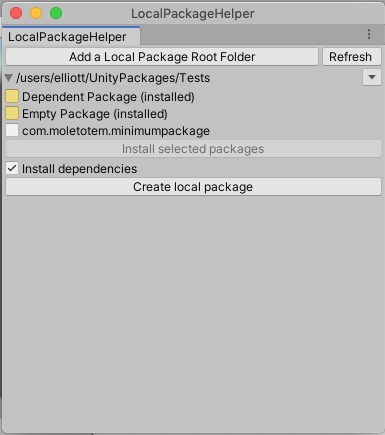 LocalPackageHelper
LocalPackageHelper
Add a Local Package Root Folder Refresh
/users/elliott/UnityPackages/Tests
Dependent Package (installed)
Empty Package (installed)
com.moletotem.minimumpackage
Install selected packages
Install dependencies
Create local package